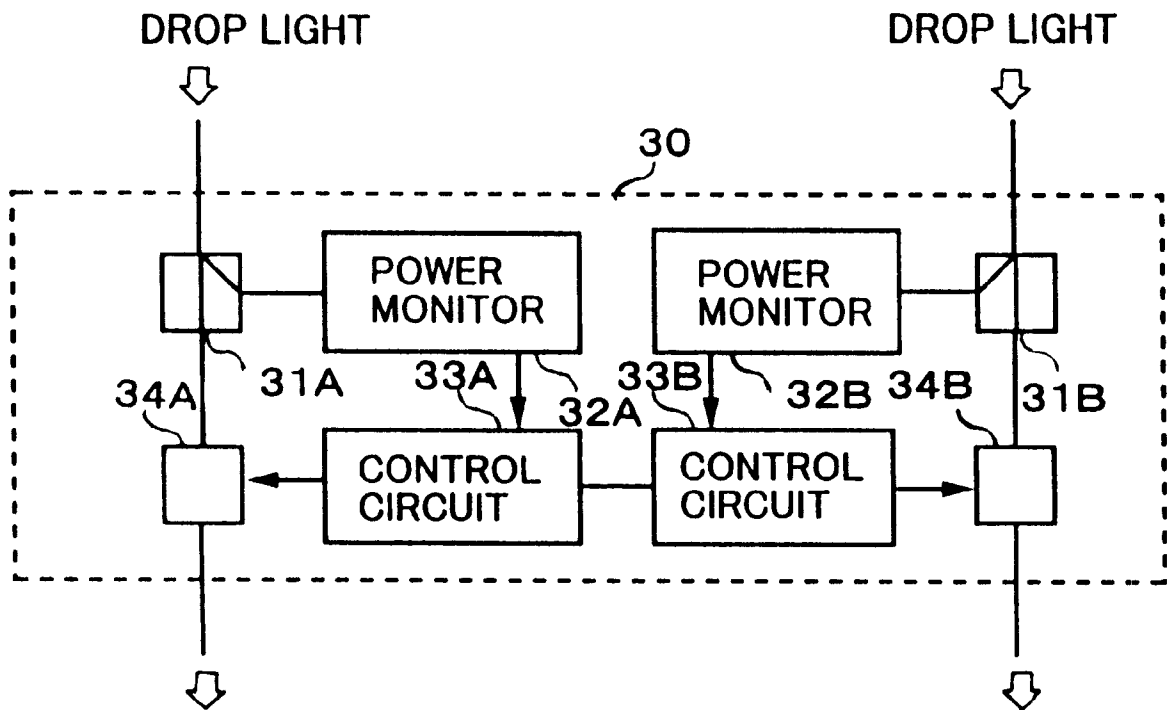 DROP LIGHT
DROP LIGHT
30
POWER
MONITOR
POWER
MONITOR
31A
33A
32A
33B
32B
34B
31B
34A
CONTROL
CIRCUIT
CONTROL
CIRCUIT